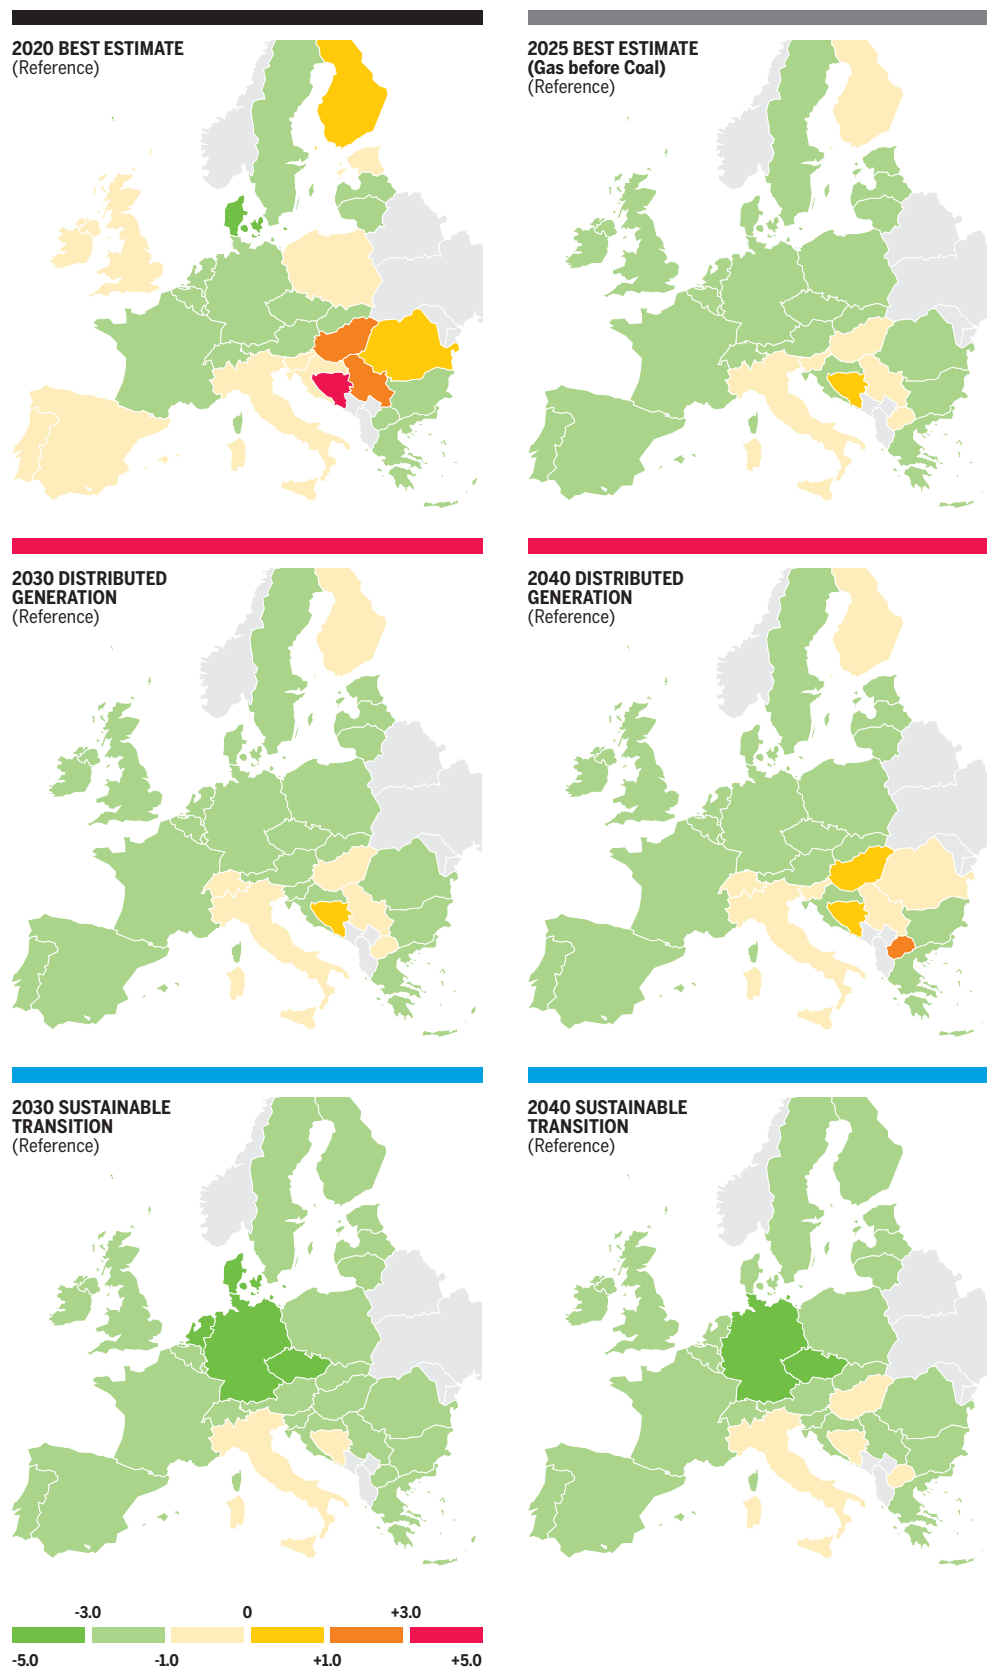 2020 BEST ESTIMATE
(Reference)
2025 BEST ESTIMATE
(Gas before Coal)
(Reference)
2030 DISTRIBUTED
GENERATION
(Reference)
2040 DISTRIBUTED
GENERATION
(Reference)
2030 SUSTAINABLE
TRANSITION
(Reference)
2040 SUSTAINABLE
TRANSITION
(Reference)
-3.0 0 +3.0
-5.0 -1.0 +1.0 +5.0